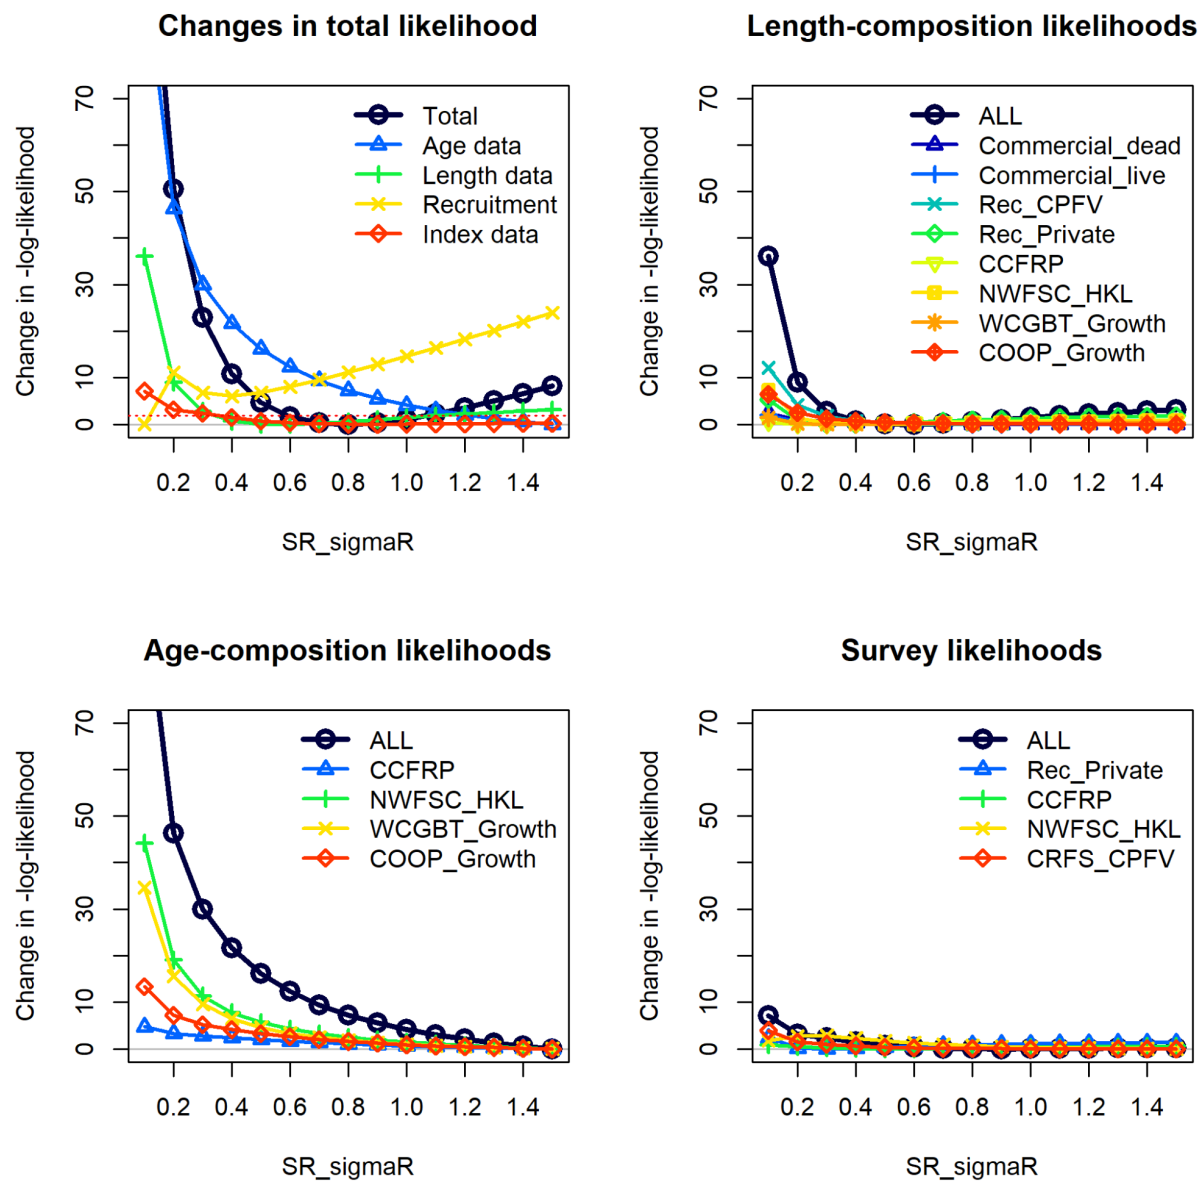 Changes in total likelihood
Change in -log-likelihood
70
50
30
10
0
Total
Age data
Length data
Recruitment
Index data
0.2 0.4 0.6 0.8 1.0 1.2 1.4
SR_sigmaR
Length-composition likelihoods
Change in -log-likelihood
70
50
30
10
0
ALL
Commercial_dead
Commercial_live
Rec_CPFV
Rec_Private
CCFRP
NWFSC_HKL
WCGBT_Growth
COOP_Growth
0.2 0.4 0.6 0.8 1.0 1.2 1.4
SR_sigmaR
Age-composition likelihoods
Change in -log-likelihood
70
50
30
10
0
ALL
CCFRP
NWFSC_HKL
WCGBT_Growth
COOP_Growth
0.2 0.4 0.6 0.8 1.0 1.2 1.4
SR_sigmaR
Survey likelihoods
Change in -log-likelihood
70
50
30
10
0
ALL
Rec_Private
CCFRP
NWFSC_HKL
CRFS_CPFV
0.2 0.4 0.6 0.8 1.0 1.2 1.4
SR_sigmaR